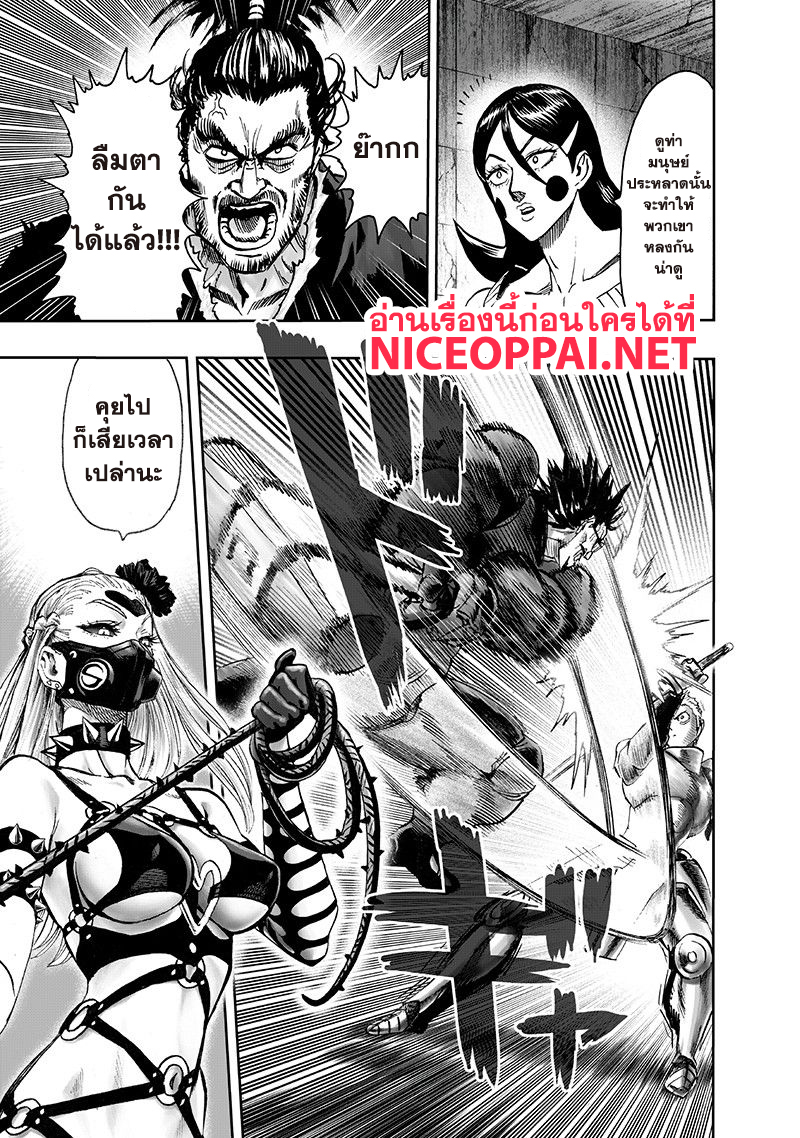 ดูท่า
มนุษย์
ประหลาดนั้น
จะทำให้
พวกเขา
หลงกัน
น่าดู
ย๊ากก
ลืมตา
กัน
ได้แล้ว!!!
อ่านเรื่องนี้ก่อนใครได้ที่
NICEOPPAI.NET
ドド
ギギ
คุยไป
ก็เสียเวลา
เปล่านะ